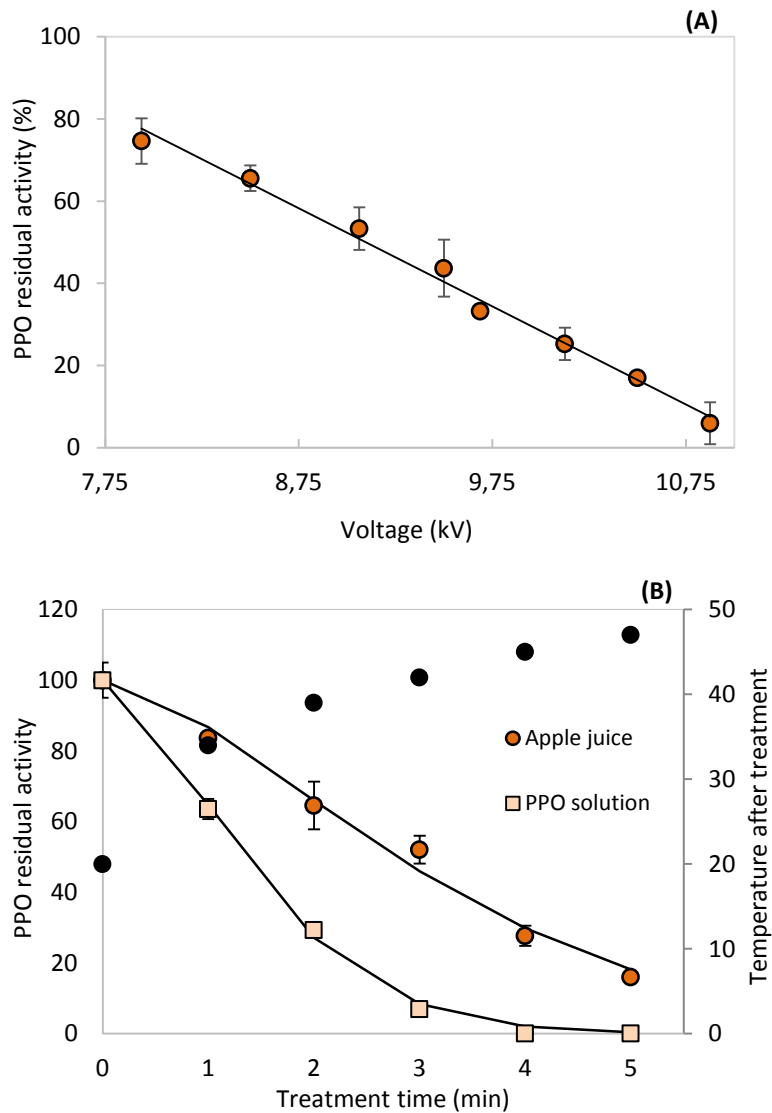 (A)
PPO residual activity (%)
100
80
60
40
20
0
7,75 8,75 9,75 10,75
Voltage (kV)
(B)
PPO residual activity
120
100
80
60
40
20
0
Apple juice
PPO solution
50
40
30
20
10
0
Temperature after treatment
0 1 2 3 4 5
Treatment time (min)